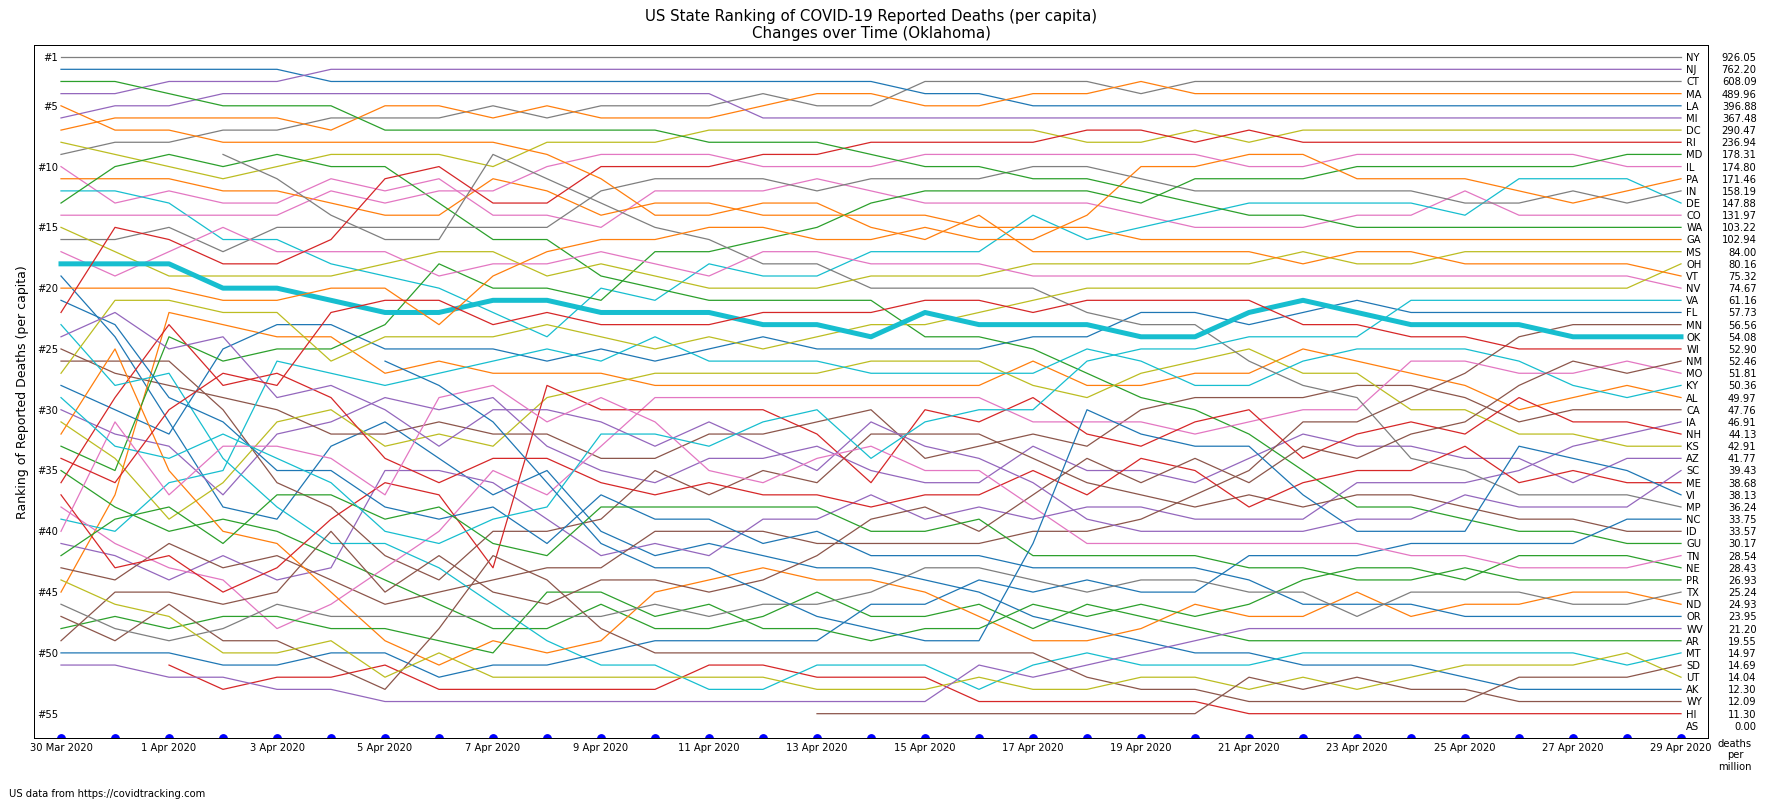 US State Ranking of COVID-19 Reported Deaths (per capita)
Changes over Time (Oklahoma)
Ranking of Reported Deaths (per capita)
#1
#5
#10
#15
#20
#25
#30
#35
#40
#45
#50
#55
NY 926.05
NJ 762.20
CT 608.09
MA 489.96
LA 396.88
MI 367.48
DC 290.47
RI 236.94
MD 178.31
IL 174.80
PA 171.46
IN 158.19
DE 147.88
CO 131.97
WA 103.22
GA 102.94
MS 84.00
OH 80.16
VT 75.32
NV 74.67
VA 61.16
FL 57.73
MN 56.56
OK 54.08
WI 52.90
NM 52.46
MO 51.81
KY 50.36
AL 49.97
CA 47.76
IA 46.91
NH 44.13
KS 42.91
AZ 41.77
SC 39.43
ME 38.68
VI 38.13
MP 36.24
NC 33.75
ID 33.57
GU 30.17
TN 28.54
NE 28.43
PR 26.93
TX 25.24
ND 24.93
OR 23.95
WV 21.20
AR 19.55
MT 14.97
SD 14.69
UT 14.04
AK 12.30
WY 12.09
HI 11.30
AS 0.00
30 Mar 2020 1 Apr 2020 3 Apr 2020 5 Apr 2020 7 Apr 2020 9 Apr 2020 11 Apr 2020 13 Apr 2020 15 Apr 2020 17 Apr 2020 19 Apr 2020 21 Apr 2020 23 Apr 2020 25 Apr 2020 27 Apr 2020 29 Apr 2020
deaths
per
million
US data from https://covidtracking.com